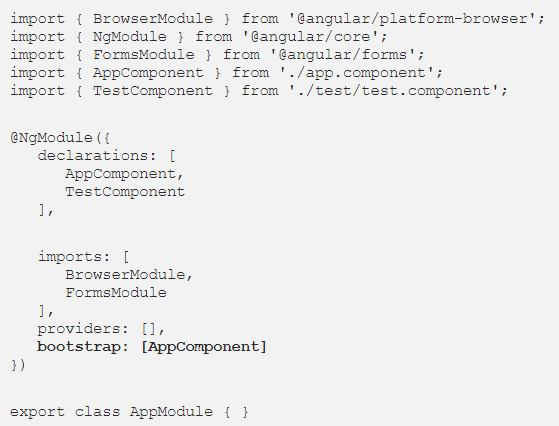 import { BrowserModule } from '@angular/platform-browser';
import { NgModule } from '@angular/core';
import { FormsModule } from '@angular/forms';
import { AppComponent } from './app.component';
import { TestComponent } from './test/test.component';
@NgModule({
declarations: [
AppComponent,
TestComponent
],
imports: [
BrowserModule,
FormsModule
],
providers: [],
bootstrap: [AppComponent]
})
export class AppModule { }